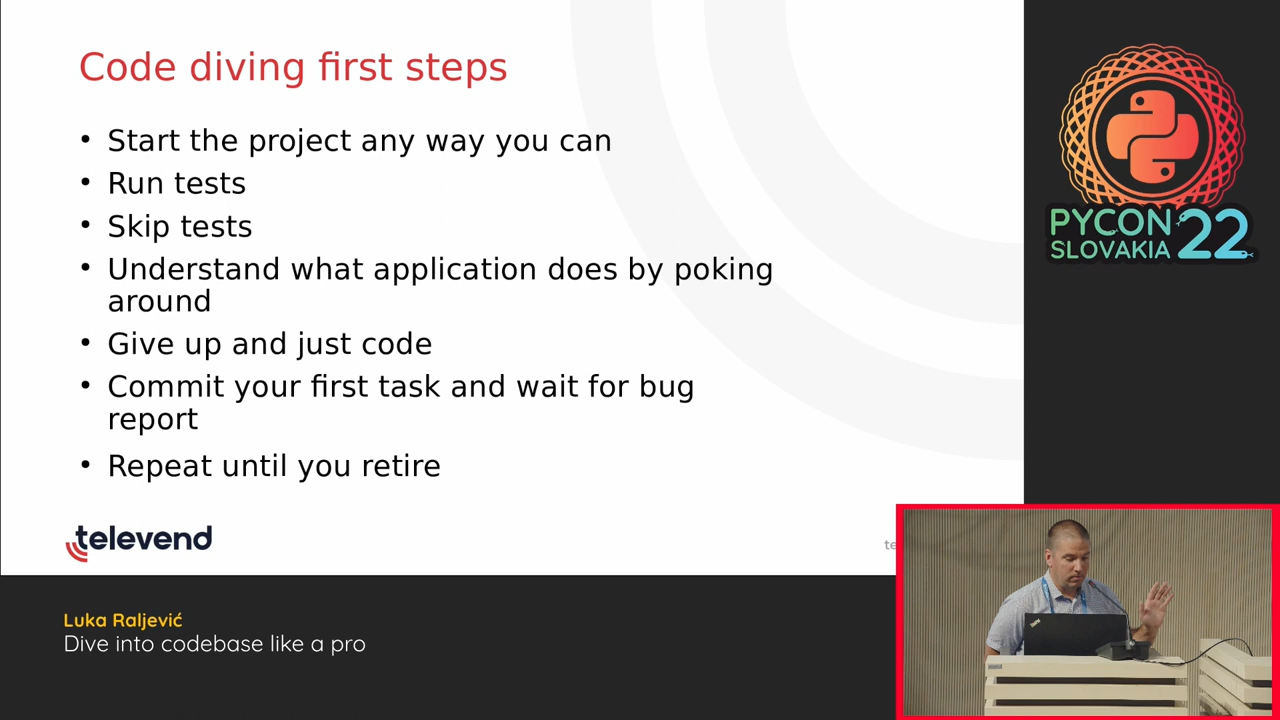 Code diving first steps
• Start the project any way you can
• Run tests
• Skip tests
• Understand what application does by poking
around
• Give up and just code
• Commit your first task and wait for bug
report
• Repeat until you retire
televend
te
PYCON 22
SLOVAKIA
Luka Raljević
Dive into codebase like a pro